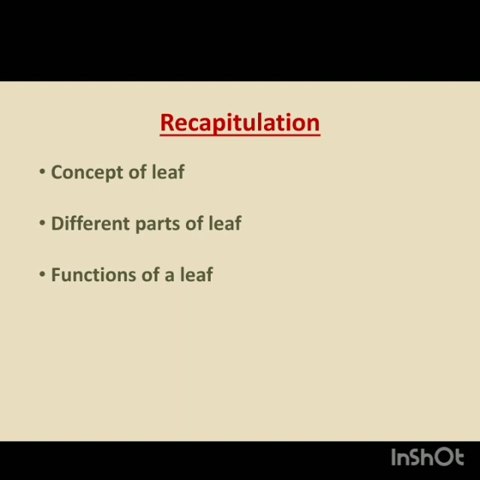 Recapitulation
• Concept of leaf
• Different parts of leaf
• Functions of a leaf
InShOt